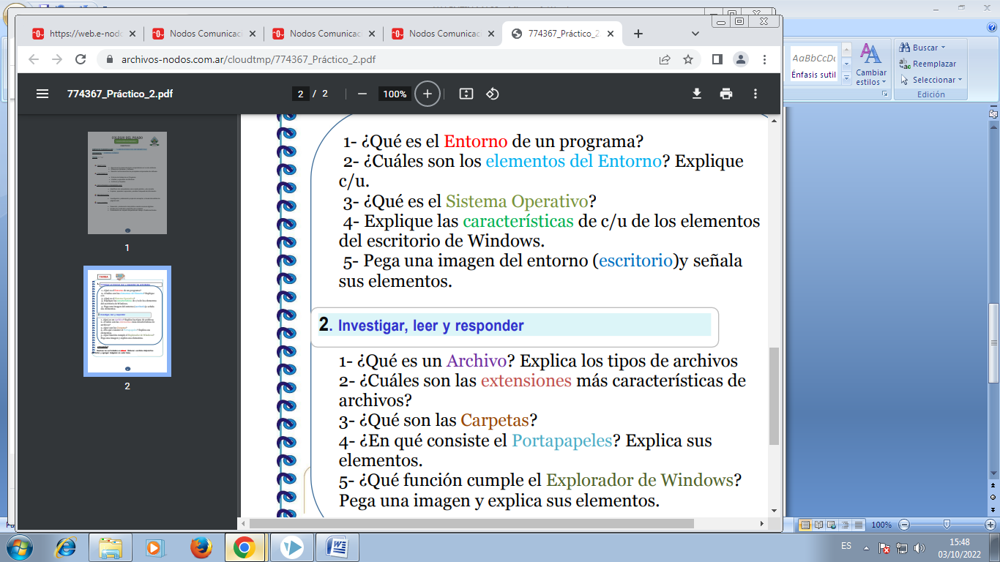 https://web.e-nodo
Nodos Comunicac
Nodos Comunicac
Nodos Comunicac
774367_Práctico_2
archivos-nodos.com.ar/cloudtmp/774367_Práctico_2.pdf
AaBbCcDc
Énfasis sutil
Cambiar
estilos
Buscar
Reemplazar
Seleccionar
Edición
774367_Práctico_2.pdf
2 / 2
100%
1- ¿Qué es el Entorno de un programa?
2- ¿Cuáles son los elementos del Entorno? Explique
c/u.
3- ¿Qué es el Sistema Operativo?
4- Explique las características de c/u de los elementos
del escritorio de Windows.
5- Pega una imagen del entorno (escritorio)y señala
sus elementos.
2. Investigar, leer y responder
1- ¿Qué es un Archivo? Explica los tipos de archivos
2- ¿Cuáles son las extensiones más características de
archivos?
3- ¿Qué son las Carpetas?
4- ¿En qué consiste el Portapapeles? Explica sus
elementos.
5- ¿Qué función cumple el Explorador de Windows?
Pega una imagen y explica sus elementos.
1
TAREA
2
100%
ES
15:48
03/10/2022